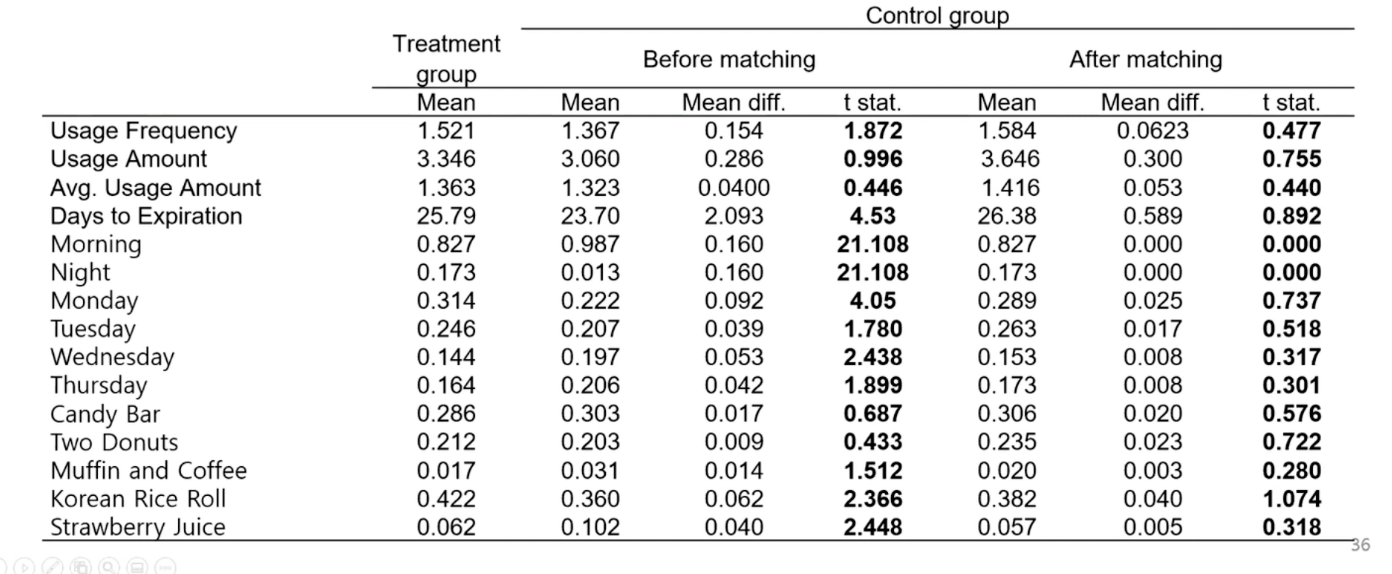 Control group
Treatment group Before matching After matching
Mean Mean Mean diff. t stat. Mean Mean diff. t stat.
Usage Frequency 1.521 1.367 0.154 1.872 1.584 0.0623 0.477
Usage Amount 3.346 3.060 0.286 0.996 3.646 0.300 0.755
Avg. Usage Amount 1.363 1.323 0.0400 0.446 1.416 0.053 0.440
Days to Expiration 25.79 23.70 2.093 4.53 26.38 0.589 0.892
Morning 0.827 0.987 0.160 21.108 0.827 0.000 0.000
Night 0.173 0.013 0.160 21.108 0.173 0.000 0.000
Monday 0.314 0.222 0.092 4.05 0.289 0.025 0.737
Tuesday 0.246 0.207 0.039 1.780 0.263 0.017 0.518
Wednesday 0.144 0.197 0.053 2.438 0.153 0.008 0.317
Thursday 0.164 0.206 0.042 1.899 0.173 0.008 0.301
Candy Bar 0.286 0.303 0.017 0.687 0.306 0.020 0.576
Two Donuts 0.212 0.203 0.009 0.433 0.235 0.023 0.722
Muffin and Coffee 0.017 0.031 0.014 1.512 0.020 0.003 0.280
Korean Rice Roll 0.422 0.360 0.062 2.366 0.382 0.040 1.074
Strawberry Juice 0.062 0.102 0.040 2.448 0.057 0.005 0.318
36